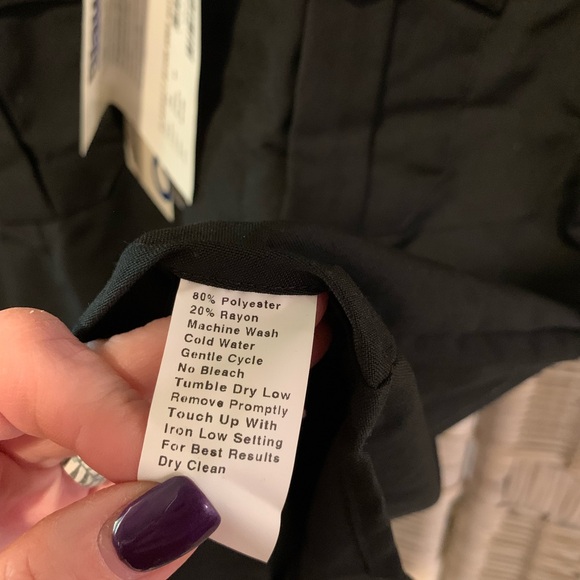 80% Polyester
20% Rayon
Machine Wash
Cold Water
Gentle Cycle
No Bleach
Tumble Dry Low
Remove Promptly
Touch Up With
Iron Low Setting
For Best Results
Dry Clean